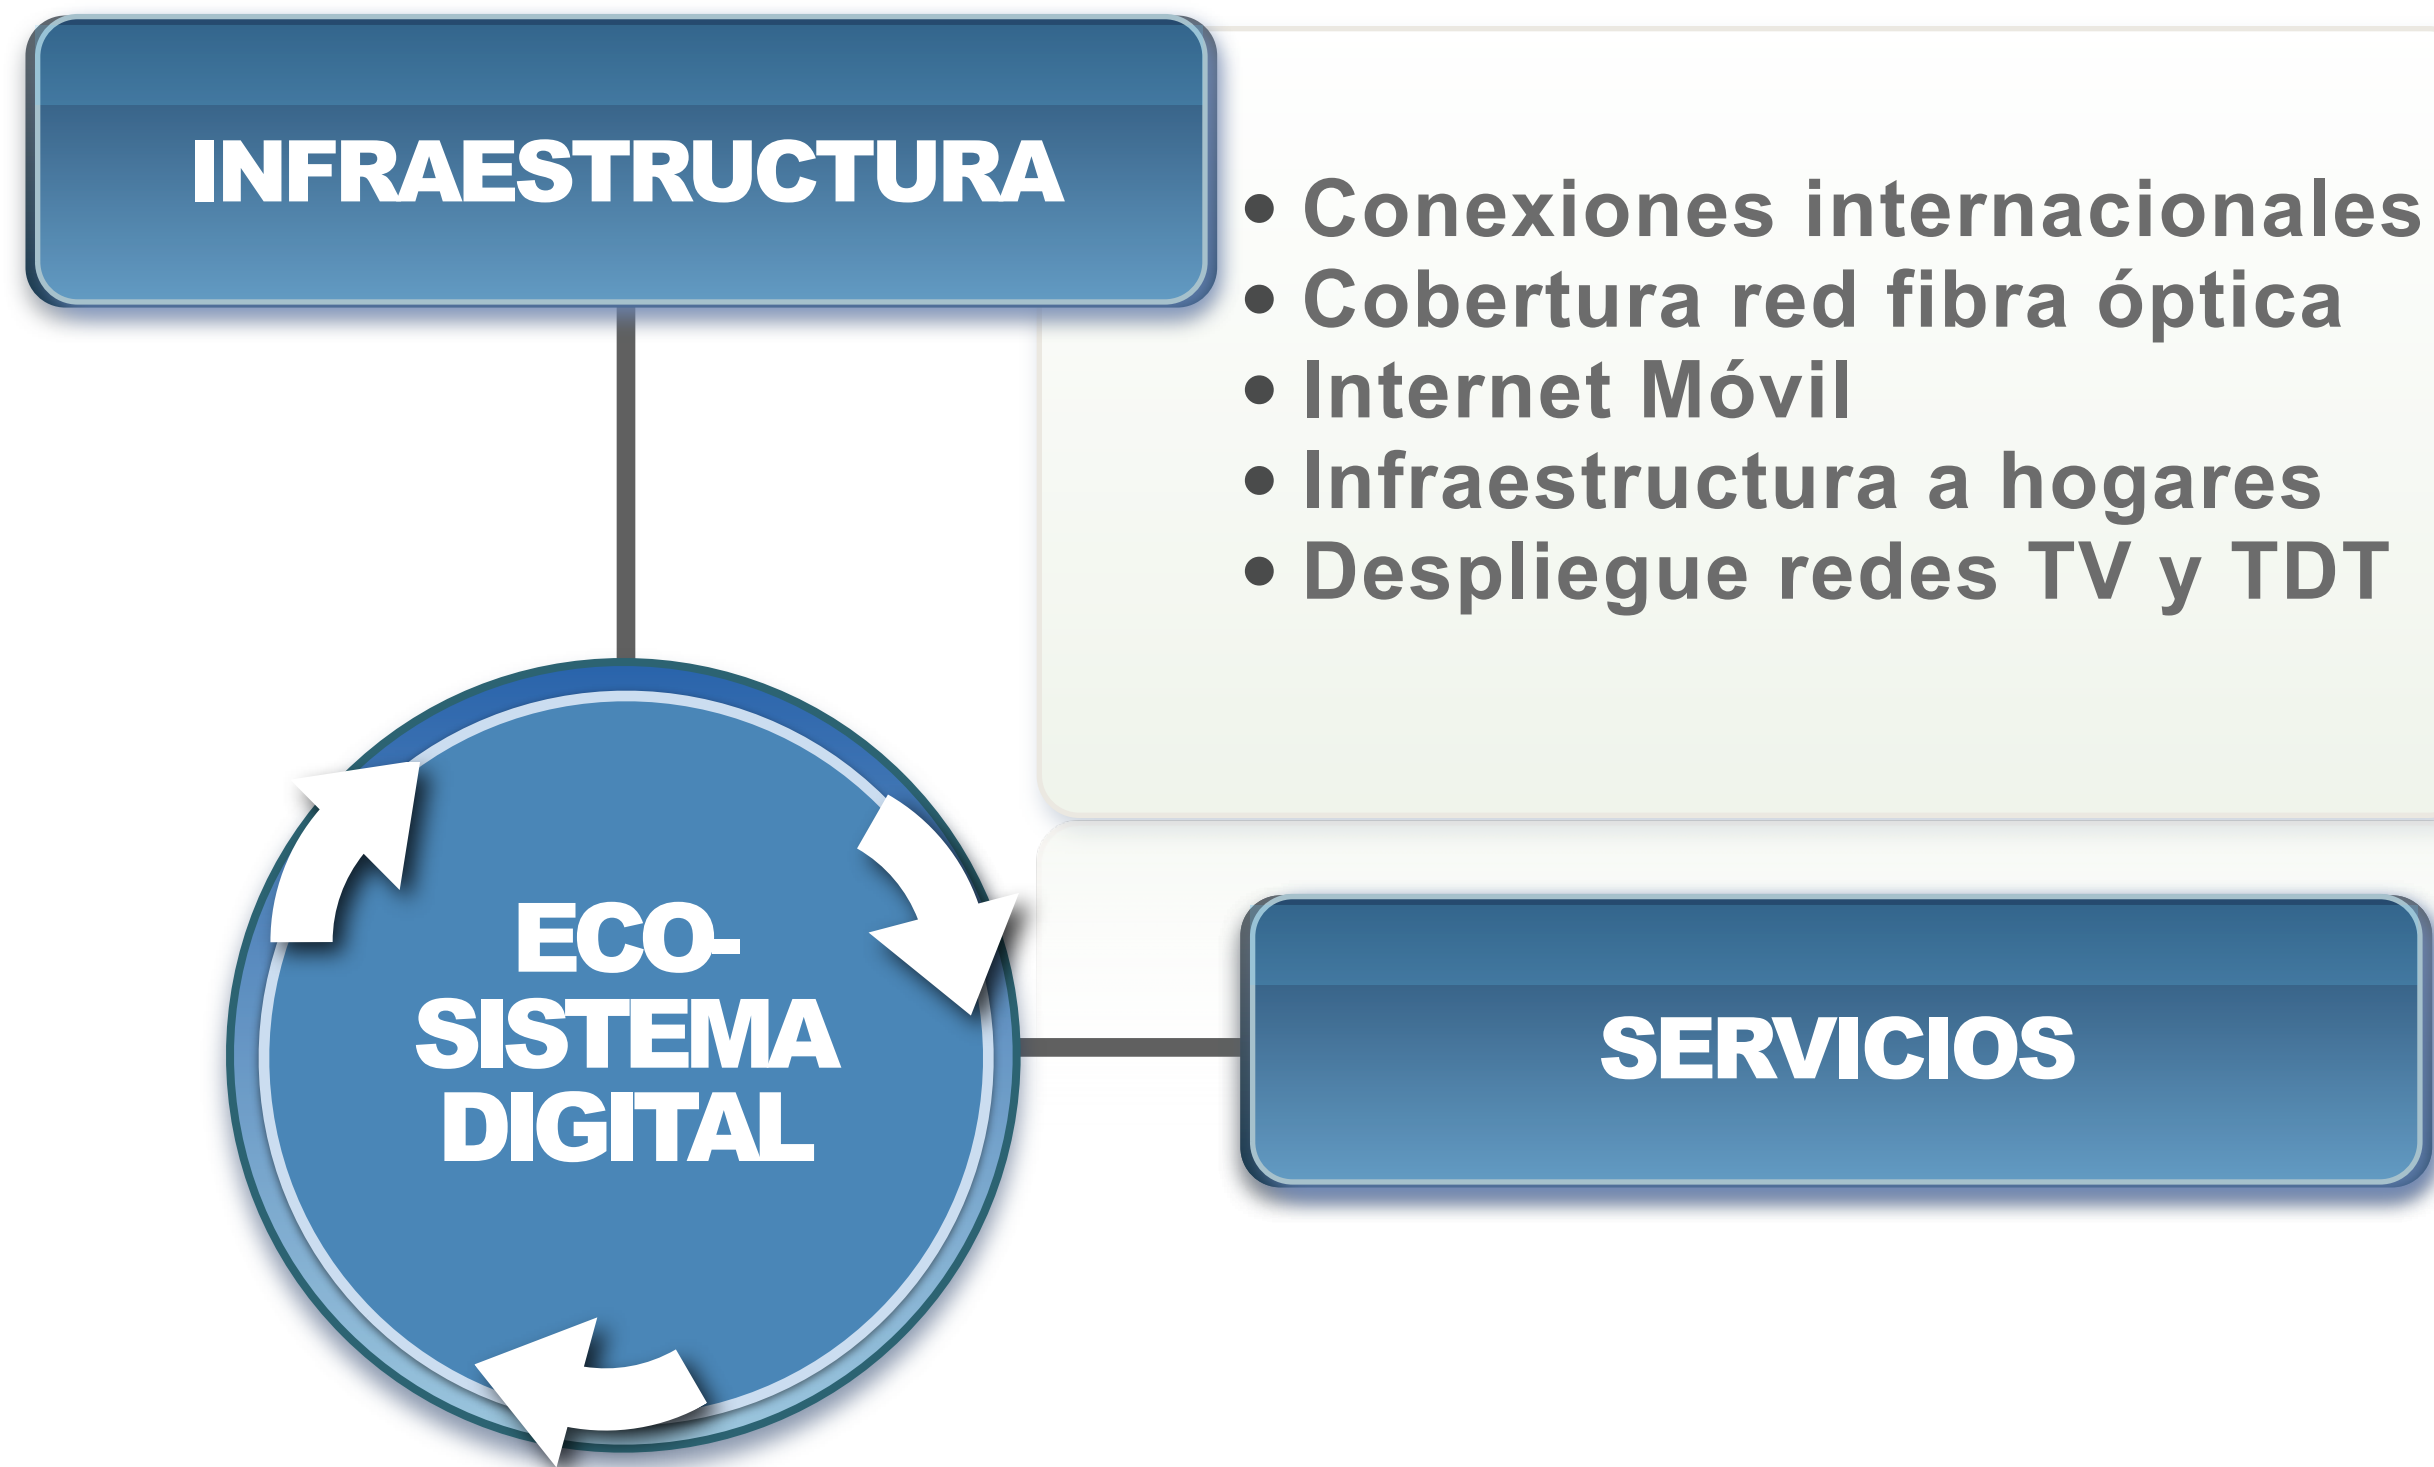 INFRAESTRUCTURA
• Conexiones internacionales
• Cobertura red fibra óptica
• Internet Móvil
• Infraestructura a hogares
• Despliegue redes TV y TDT
ECO-
SISTEMA
DIGITAL
SERVICIOS